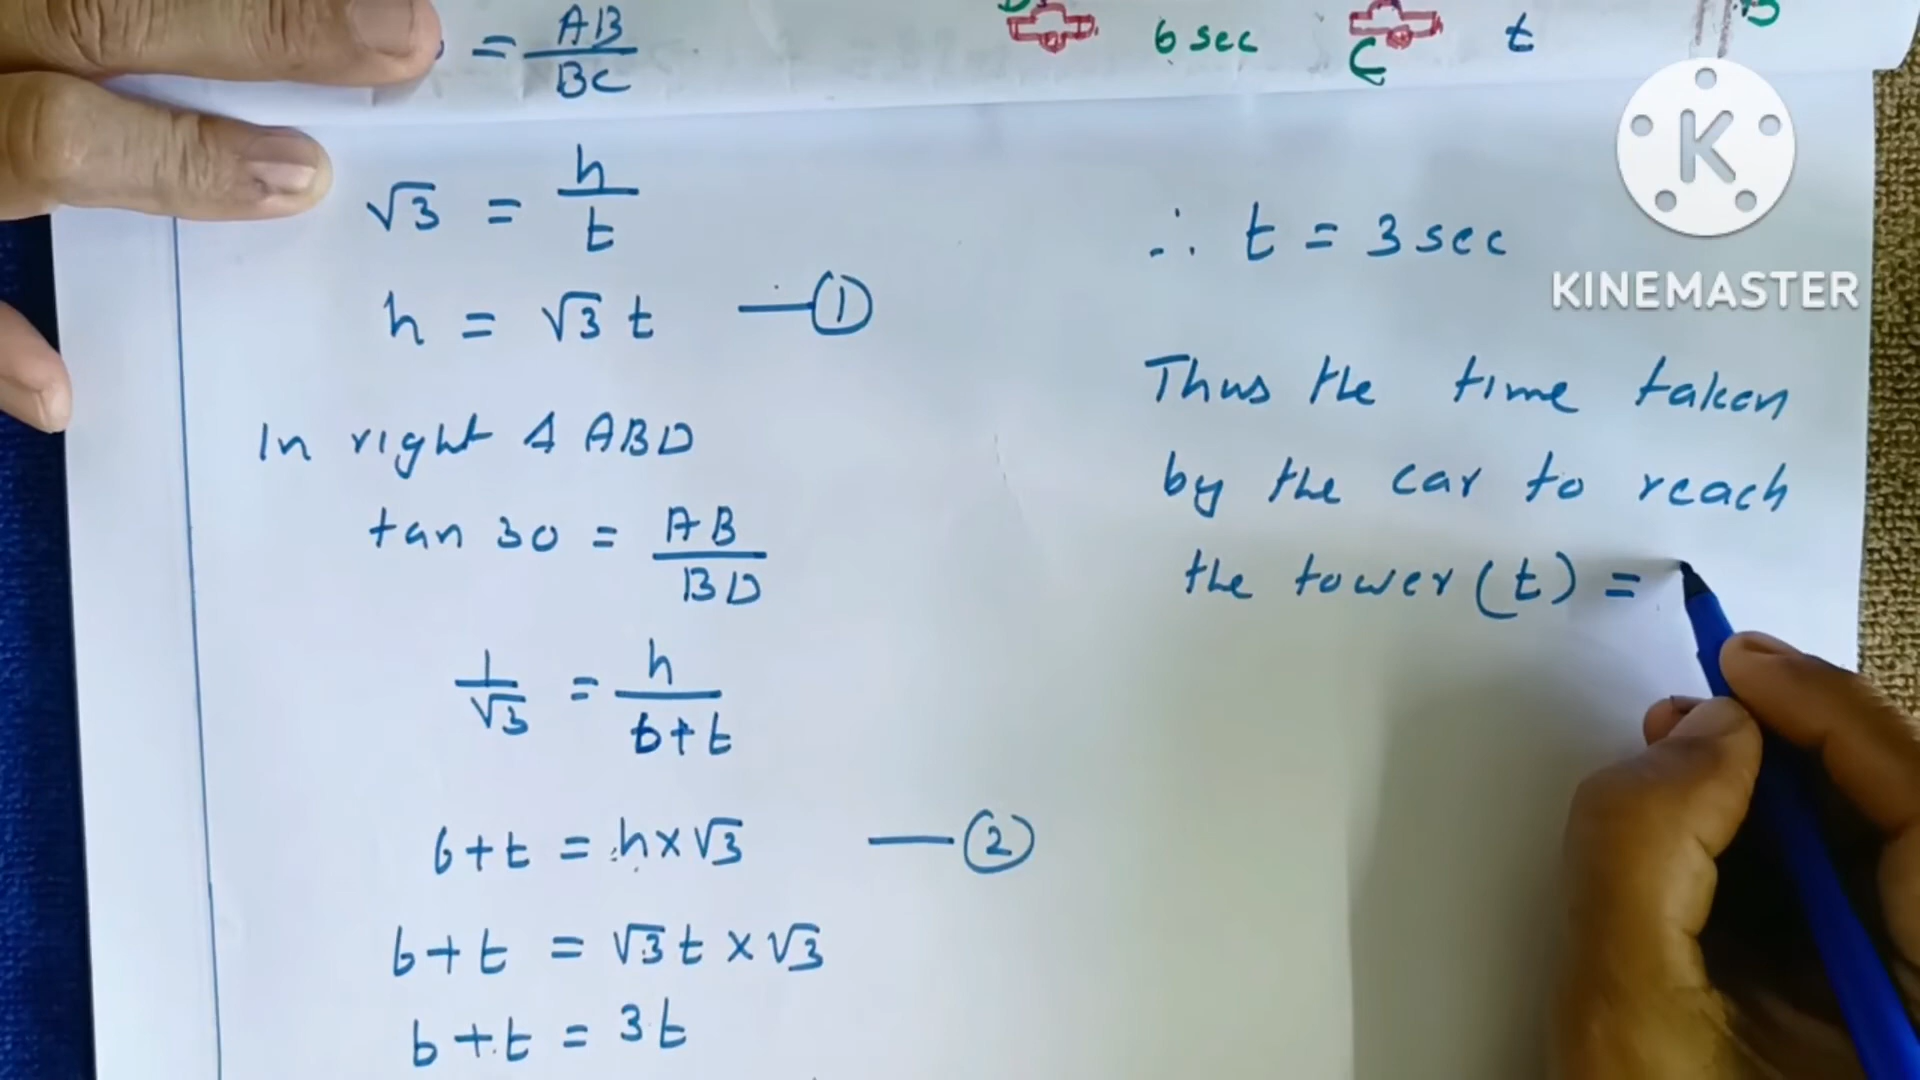 = AB / BC
6 sec C t B
√3 = h / t
h = √3 t —①
In right Δ ABD
tan 30 = AB / BD
1 / √3 = h / 6+t
6+t = h×√3 —②
6+t = √3 t × √3
6+t = 3t
∴ t = 3 sec
Thus the time taken
by the car to reach
the tower (t) =
K
KINEMASTER